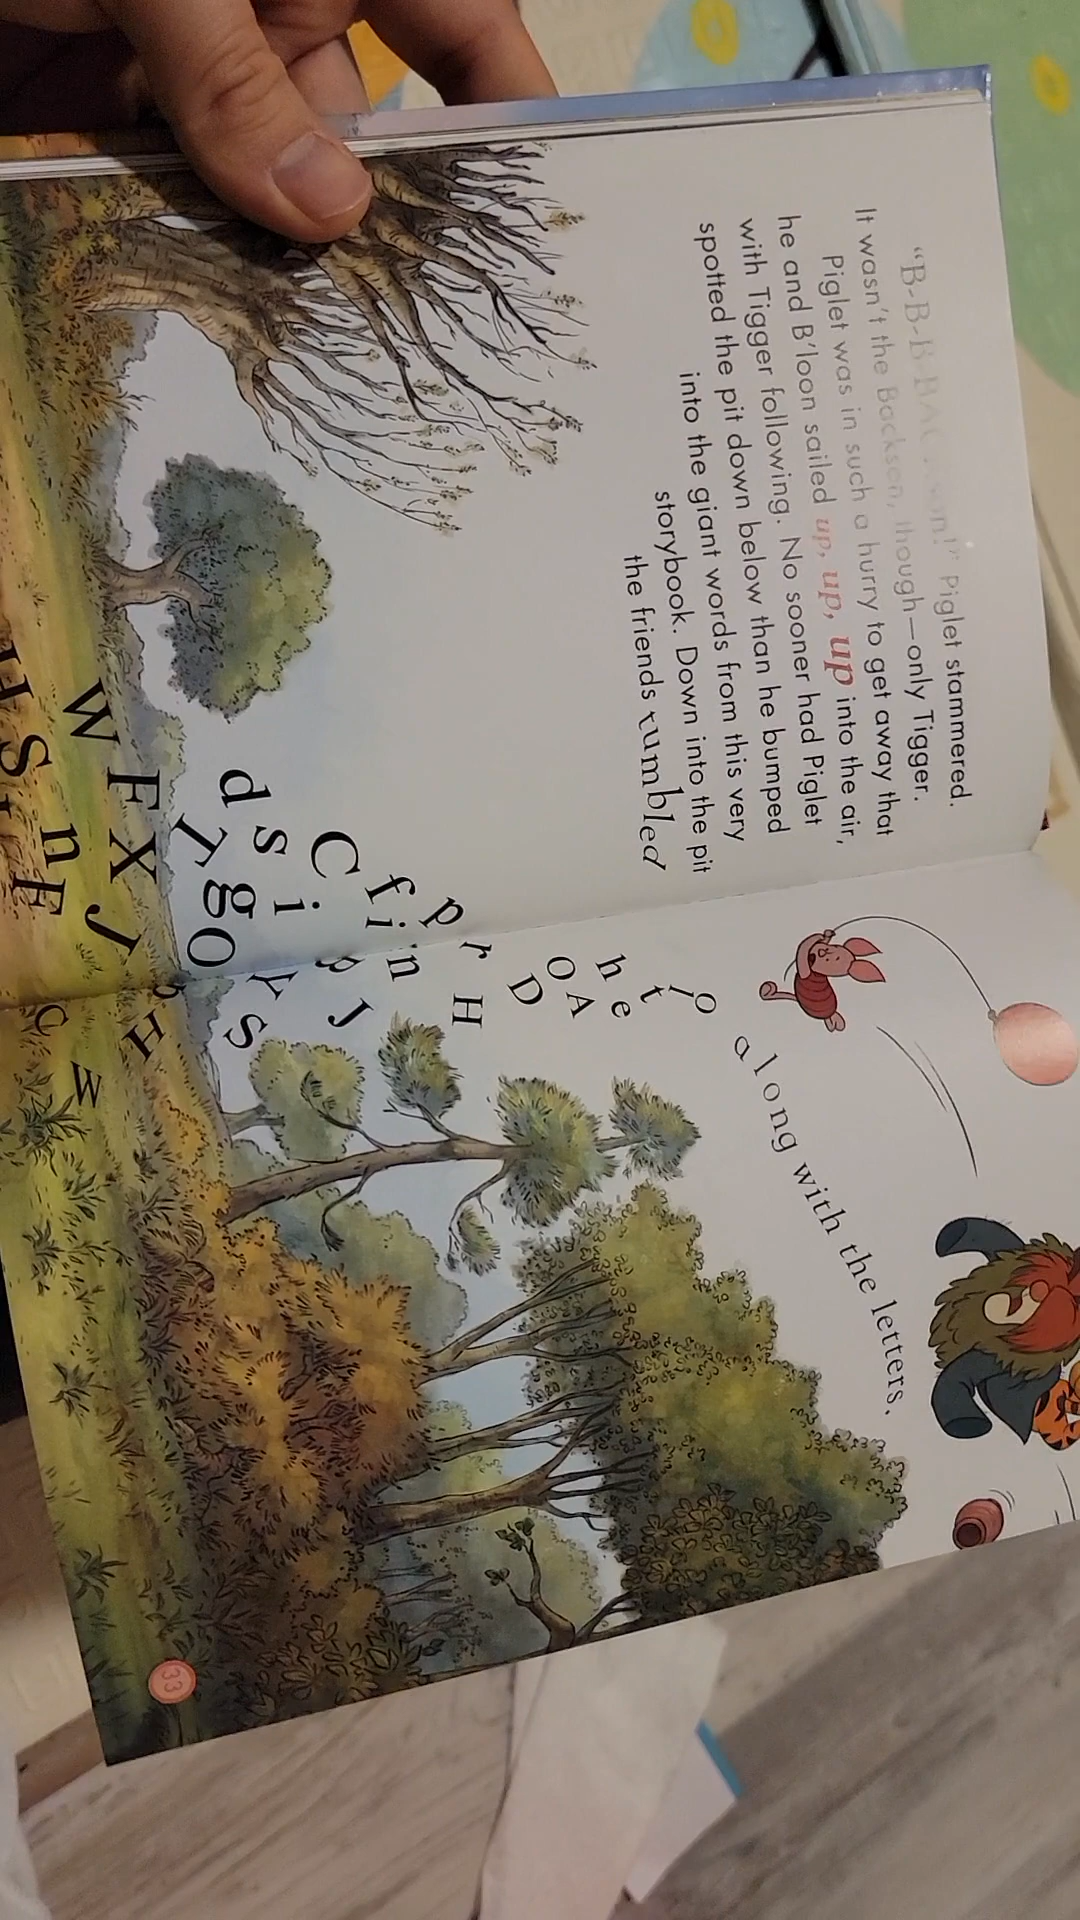 "B-B-B-BAC . son!" Piglet stammered.
It wasn't the Backson, though—only Tigger.
Piglet was in such a hurry to get away that
he and B'loon sailed up, up, up into the air,
with Tigger following. No sooner had Piglet
spotted the pit down below than he bumped
into the giant words from this very
storybook. Down into the pit
the friends rumbled
along with the letters.
o
l
h t
e
O A
D
p r
H
f i n
C
p J
d s i
k S
Z g O
W F X J
b H
H S n F
C w
33